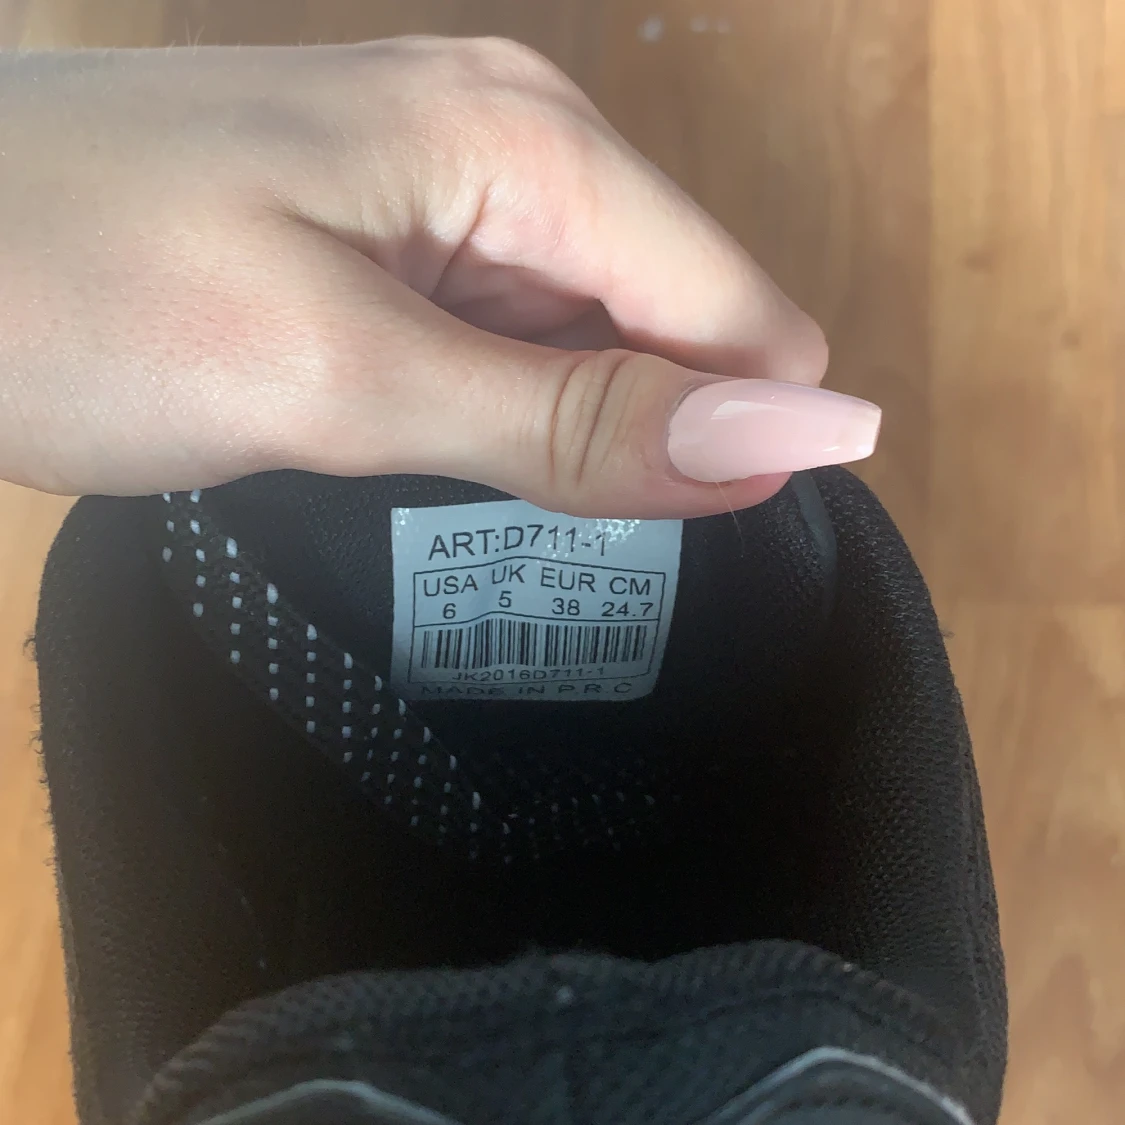 ART:D711-1
USA UK EUR CM
6 5 38 24.7
JK2016D711-1
MADE IN P.R.C